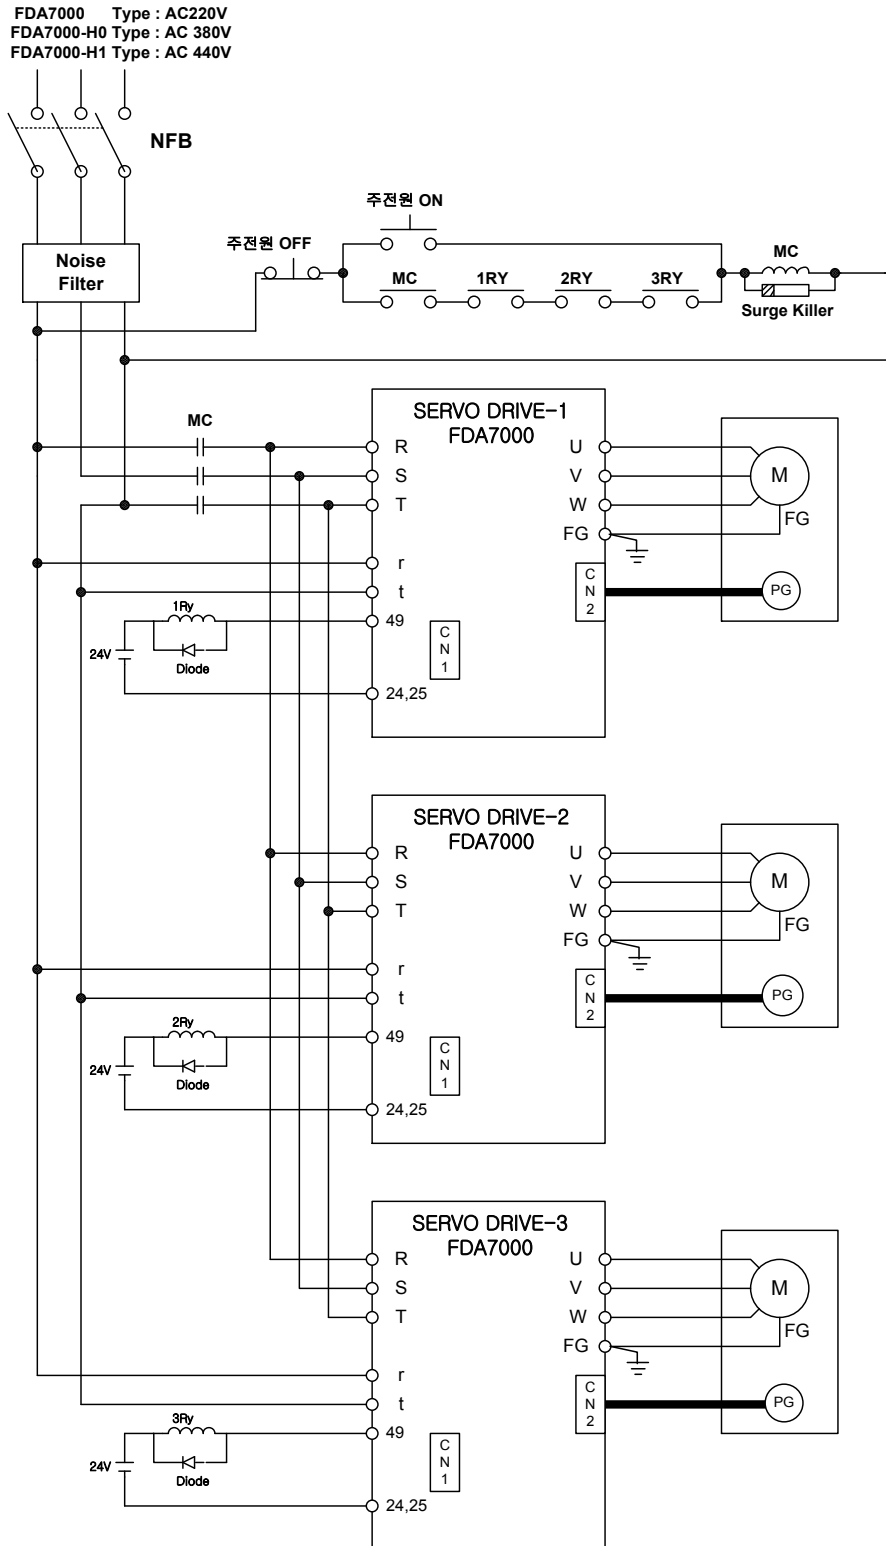 FDA7000 Type : AC220V
FDA7000-H0 Type : AC 380V
FDA7000-H1 Type : AC 440V
NFB
주전원 ON
주전원 OFF
MC
Noise
Filter
MC 1RY 2RY 3RY
Surge Killer
SERVO DRIVE-1
FDA7000
MC
R
S
T
r
t
49
24,25
U
V
W
FG
M
FG
C
N
2
PG
C
N
1
1Ry
24V
Diode
SERVO DRIVE-2
FDA7000
R
S
T
r
t
49
24,25
U
V
W
FG
M
FG
C
N
2
PG
C
N
1
2Ry
24V
Diode
SERVO DRIVE-3
FDA7000
R
S
T
r
t
49
24,25
U
V
W
FG
M
FG
C
N
2
PG
C
N
1
3Ry
24V
Diode